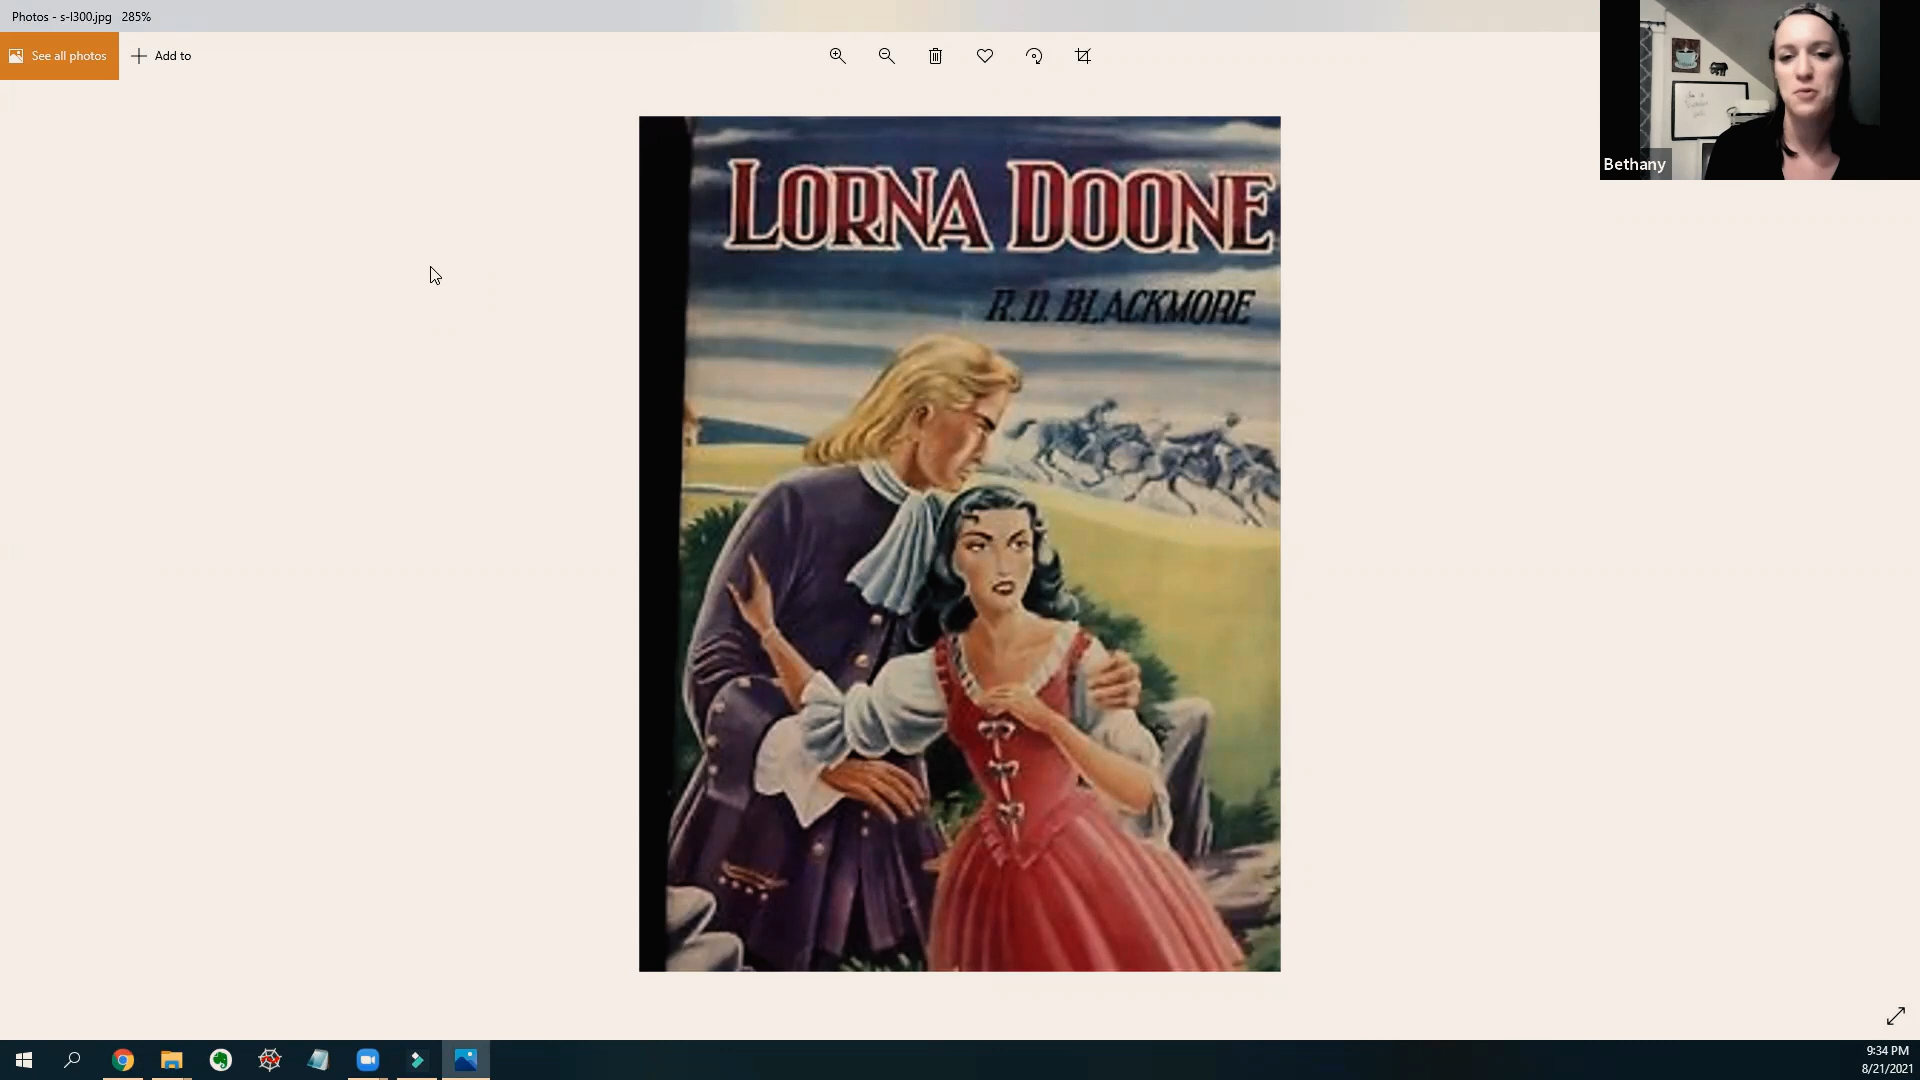 Photos - s-l300.jpg 285%
See all photos
Add to
Bethany
LORNA DOONE
R.D. BLACKMORE
9:34 PM
8/21/2021